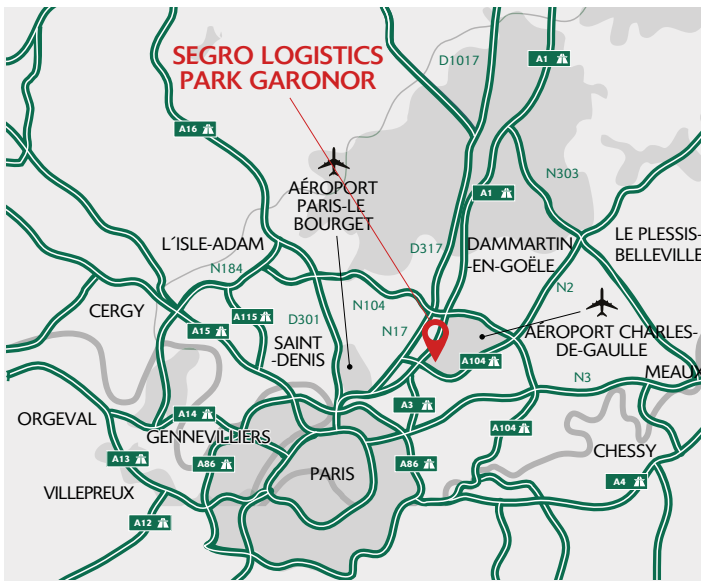 SEGRO LOGISTICS
PARK GARONOR
D1017
A1
A16
A1
N303
AÉROPORT
PARIS-LE
BOURGET
L´ISLE-ADAM
D317
DAMMARTIN
-EN-GOËLE
LE PLESSIS-
BELLEVILLE
N184
N2
CERGY
A115
N104
D301
A15
N17
SAINT
-DENIS
AÉROPORT CHARLES-
DE-GAULLE
A104
N3
MEAUX
ORGEVAL
A14
A3
GENNEVILLIERS
A104
A13
A86
PARIS
A86
CHESSY
VILLEPREUX
A4
A12